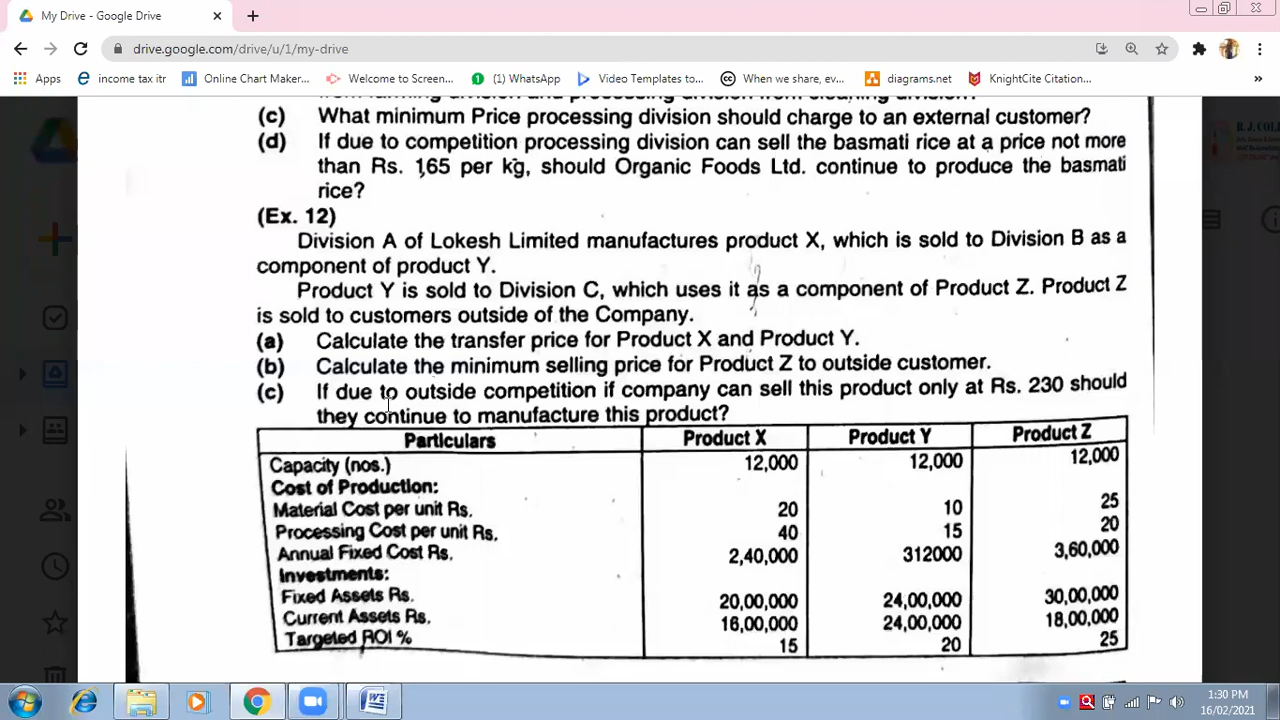 My Drive - Google Drive
drive.google.com/drive/u/1/my-drive
Apps income tax itr Online Chart Maker... Welcome to Screen... (1) WhatsApp Video Templates to... When we share, ev... diagrams.net KnightCite Citation... »
from farming division and processing division from cleaning division?
(c) What minimum Price processing division should charge to an external customer?
(d) If due to competition processing division can sell the basmati rice at a price not more
than Rs. 165 per kg, should Organic Foods Ltd. continue to produce the basmati
rice?
(Ex. 12)
Division A of Lokesh Limited manufactures product X, which is sold to Division B as a
component of product Y.
Product Y is sold to Division C, which uses it as a component of Product Z. Product Z
is sold to customers outside of the Company.
(a) Calculate the transfer price for Product X and Product Y.
(b) Calculate the minimum selling price for Product Z to outside customer.
(c) If due to outside competition if company can sell this product only at Rs. 230 should
they continue to manufacture this product?
Particulars Product X Product Y Product Z
Capacity (nos.) 12,000 12,000 12,000
Cost of Production:
Material Cost per unit Rs. 20 10 25
Processing Cost per unit Rs. 40 15 20
Annual Fixed Cost Rs. 2,40,000 312000 3,60,000
Investments:
Fixed Assets Rs. 20,00,000 24,00,000 30,00,000
Current Assets Rs. 16,00,000 24,00,000 18,00,000
Targeted ROI % 15 20 25
1:30 PM
16/02/2021